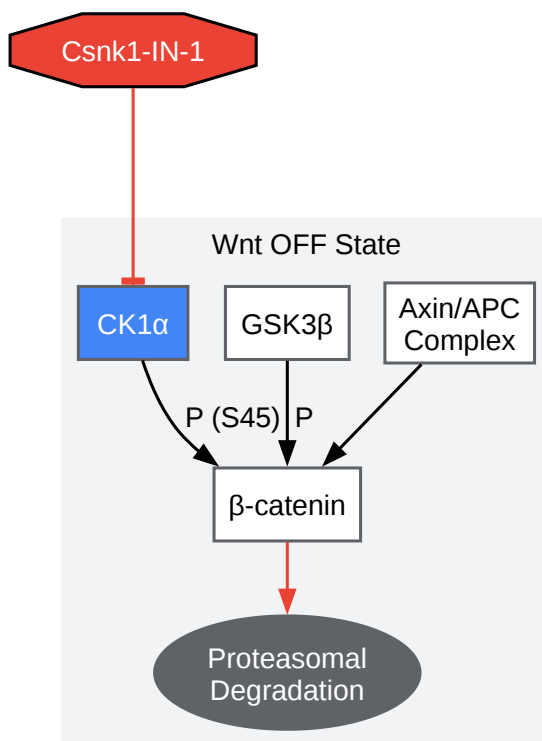 Csnk1-IN-1
Wnt OFF State
CK1α
GSK3β
Axin/APC
Complex
P (S45)
P
β-catenin
Proteasomal
Degradation